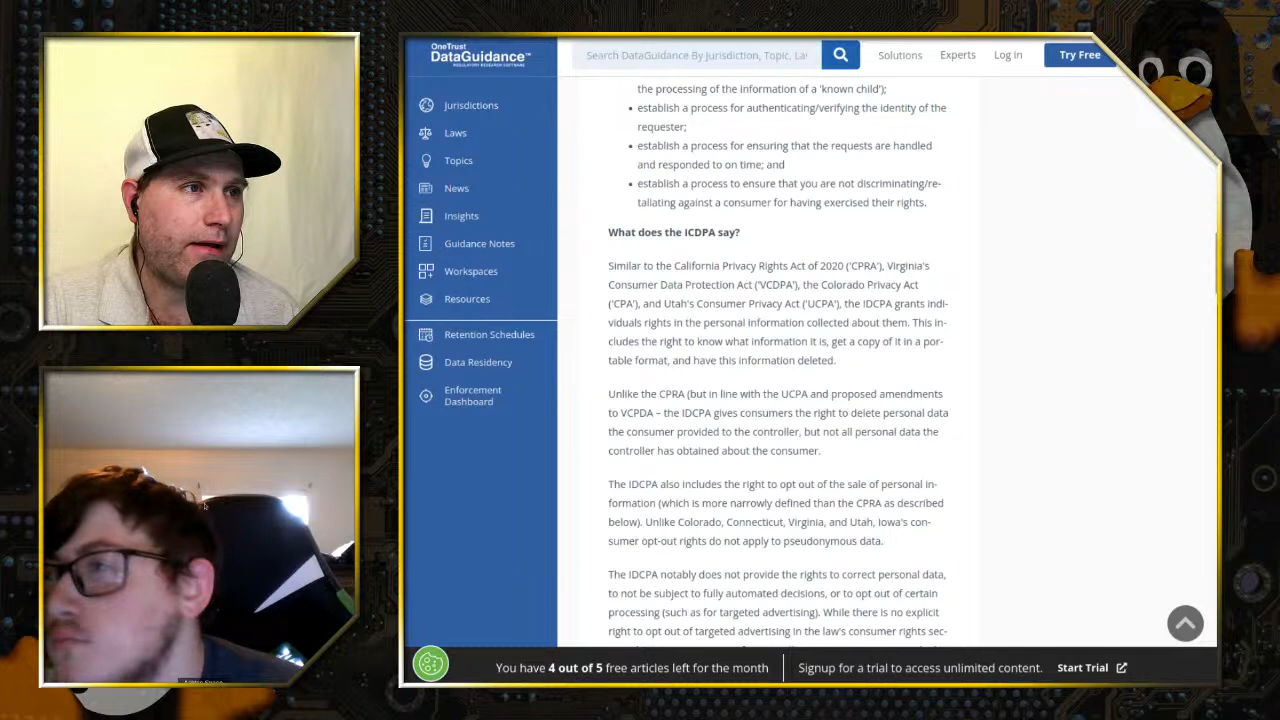 OneTrust
DataGuidance™
REGULATORY RESEARCH SOFTWARE
Search DataGuidance By Jurisdiction, Topic, La
Solutions
Experts
Log in
Try Free
Jurisdictions
Laws
Topics
News
Insights
Guidance Notes
Workspaces
Resources
Retention Schedules
Data Residency
Enforcement
Dashboard
the processing of the information of a 'known child');
• establish a process for authenticating/verifying the identity of the
requester;
• establish a process for ensuring that the requests are handled
and responded to on time; and
• establish a process to ensure that you are not discriminating/re-
taliating against a consumer for having exercised their rights.
What does the ICDPA say?
Similar to the California Privacy Rights Act of 2020 ('CPRA'), Virginia's
Consumer Data Protection Act ('VCDPA'), the Colorado Privacy Act
('CPA'), and Utah's Consumer Privacy Act ('UCPA'), the IDCPA grants indi-
viduals rights in the personal information collected about them. This in-
cludes the right to know what information it is, get a copy of it in a por-
table format, and have this information deleted.
Unlike the CPRA (but in line with the UCPA and proposed amendments
to VCPDA – the IDCPA gives consumers the right to delete personal data
the consumer provided to the controller, but not all personal data the
controller has obtained about the consumer.
The IDCPA also includes the right to opt out of the sale of personal in-
formation (which is more narrowly defined than the CPRA as described
below). Unlike Colorado, Connecticut, Virginia, and Utah, Iowa's con-
sumer opt-out rights do not apply to pseudonymous data.
The IDCPA notably does not provide the rights to correct personal data,
to not be subject to fully automated decisions, or to opt out of certain
processing (such as for targeted advertising). While there is no explicit
right to opt out of targeted advertising in the law's consumer rights sec-
You have 4 out of 5 free articles left for the month
Signup for a trial to access unlimited content.
Start Trial